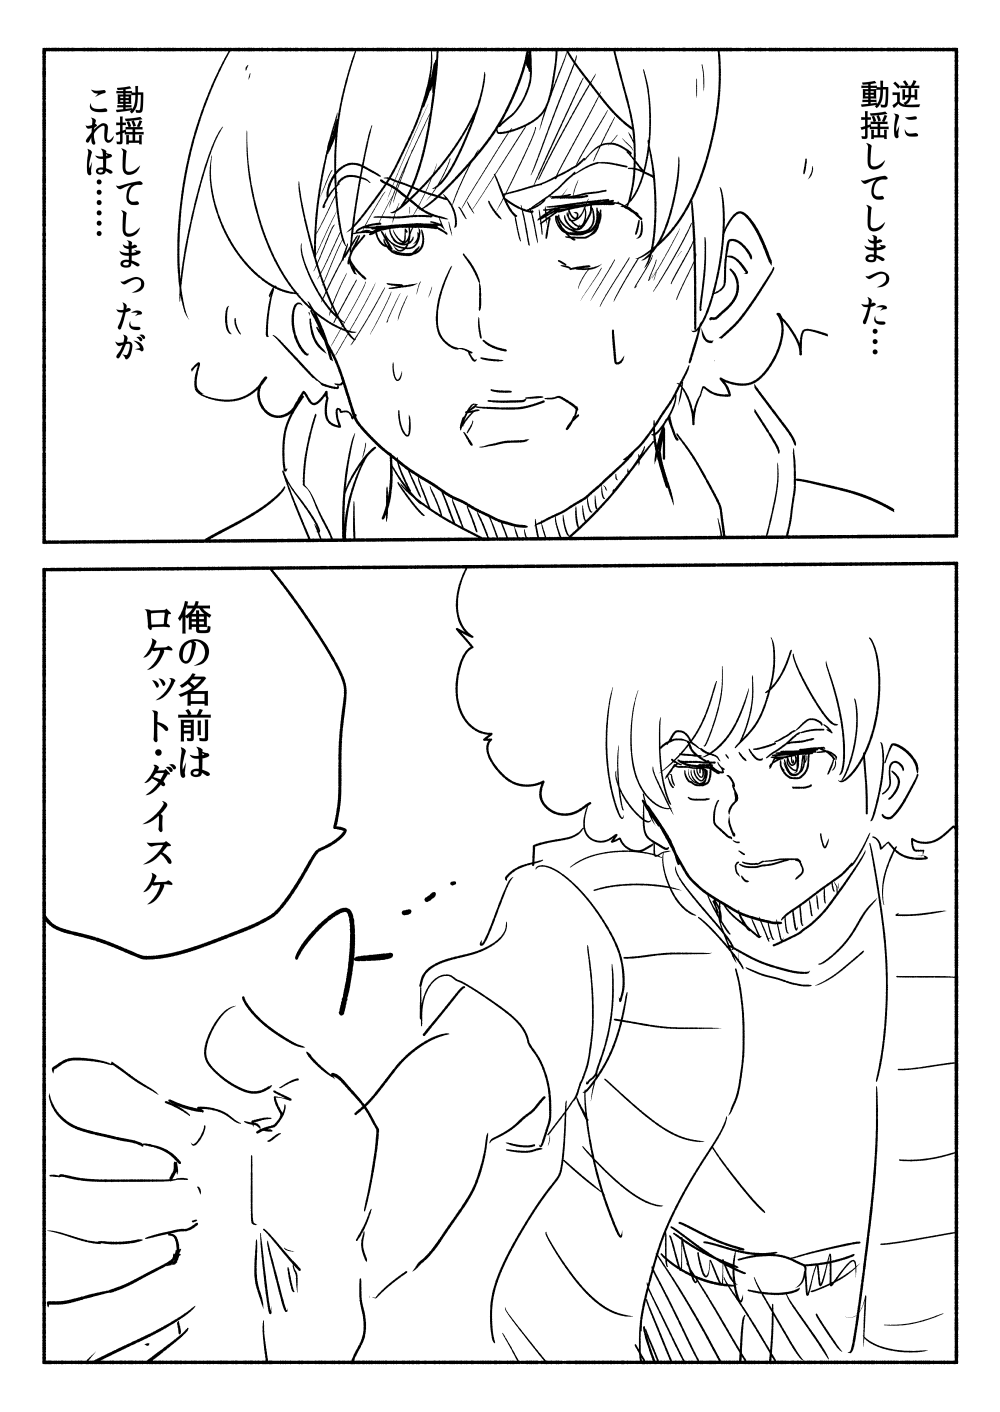 逆に
動揺してしまった…
動揺してしまったが
これは……
俺の名前は
ロケット・ダイスケ
ス…